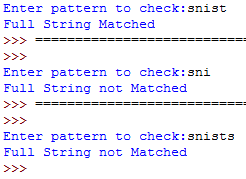 Enter pattern to check:snist
Full String Matched
>>> ===========================
>>>
Enter pattern to check:sni
Full String not Matched
>>> ===========================
>>>
Enter pattern to check:snists
Full String not Matched
>>>